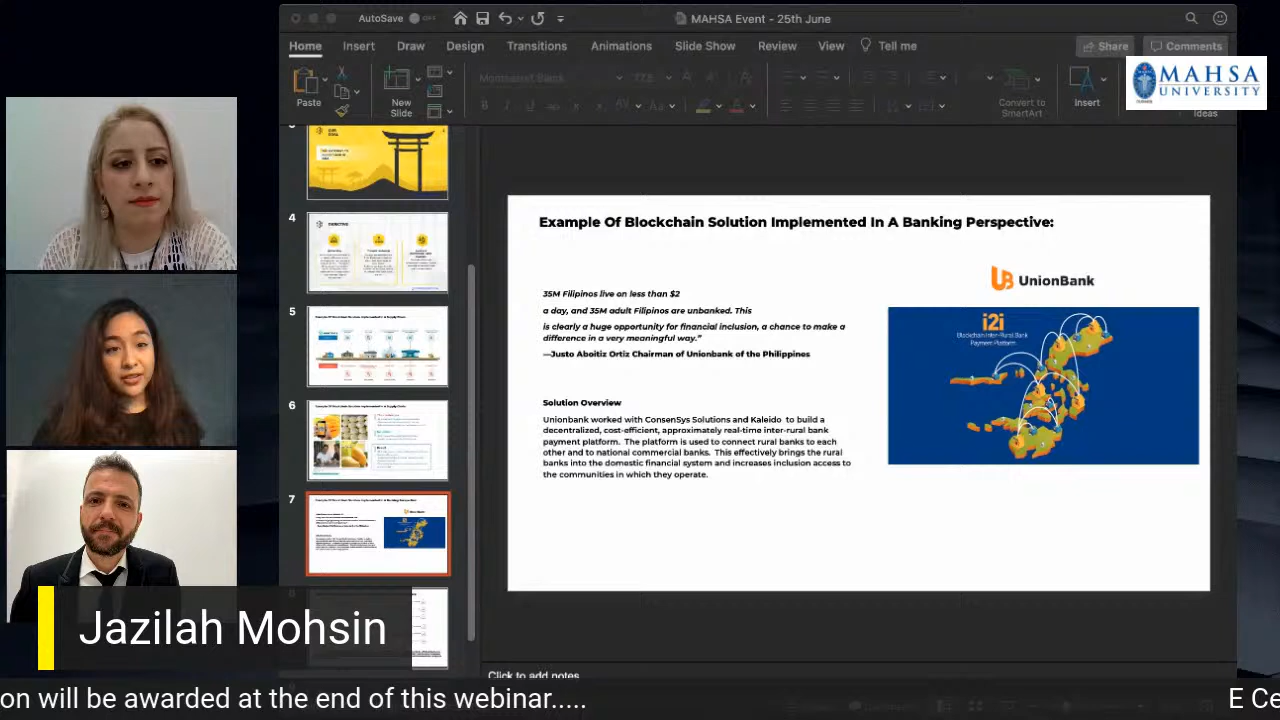 AutoSave
OFF
MAHSA Event - 25th June
Home
Insert
Draw
Design
Transitions
Animations
Slide Show
Review
View
Tell me
Share
Comments
Paste
New
Slide
Convert to
SmartArt
Insert
Ideas
MAHSA
UNIVERSITY
4
5
6
7
8
Example Of Blockchain Solution Implemented In A Banking Perspective:
UnionBank
35M Filipinos live on less than $2
a day, and 35M adult Filipinos are unbanked. This
is clearly a huge opportunity for financial inclusion, a chance to make a
difference in a very meaningful way."
—Justo Aboitiz Ortiz Chairman of Unionbank of the Philippines
i2i
Blockchain Inter-Rural Bank
Payment Platform
Solution Overview
Unionbank worked with ConsenSys Solutions and Kaleido to build a
decentralized, cost-efficient, approximately real-time inter-rural bank
payment platform. The platform is used to connect rural banks to each
other and to national commercial banks. This effectively brings the rural
banks into the domestic financial system and increases inclusion access to
the communities in which they operate.
Jazilah Mohsin
Click to add notes
on will be awarded at the end of this webinar.....
E Ce